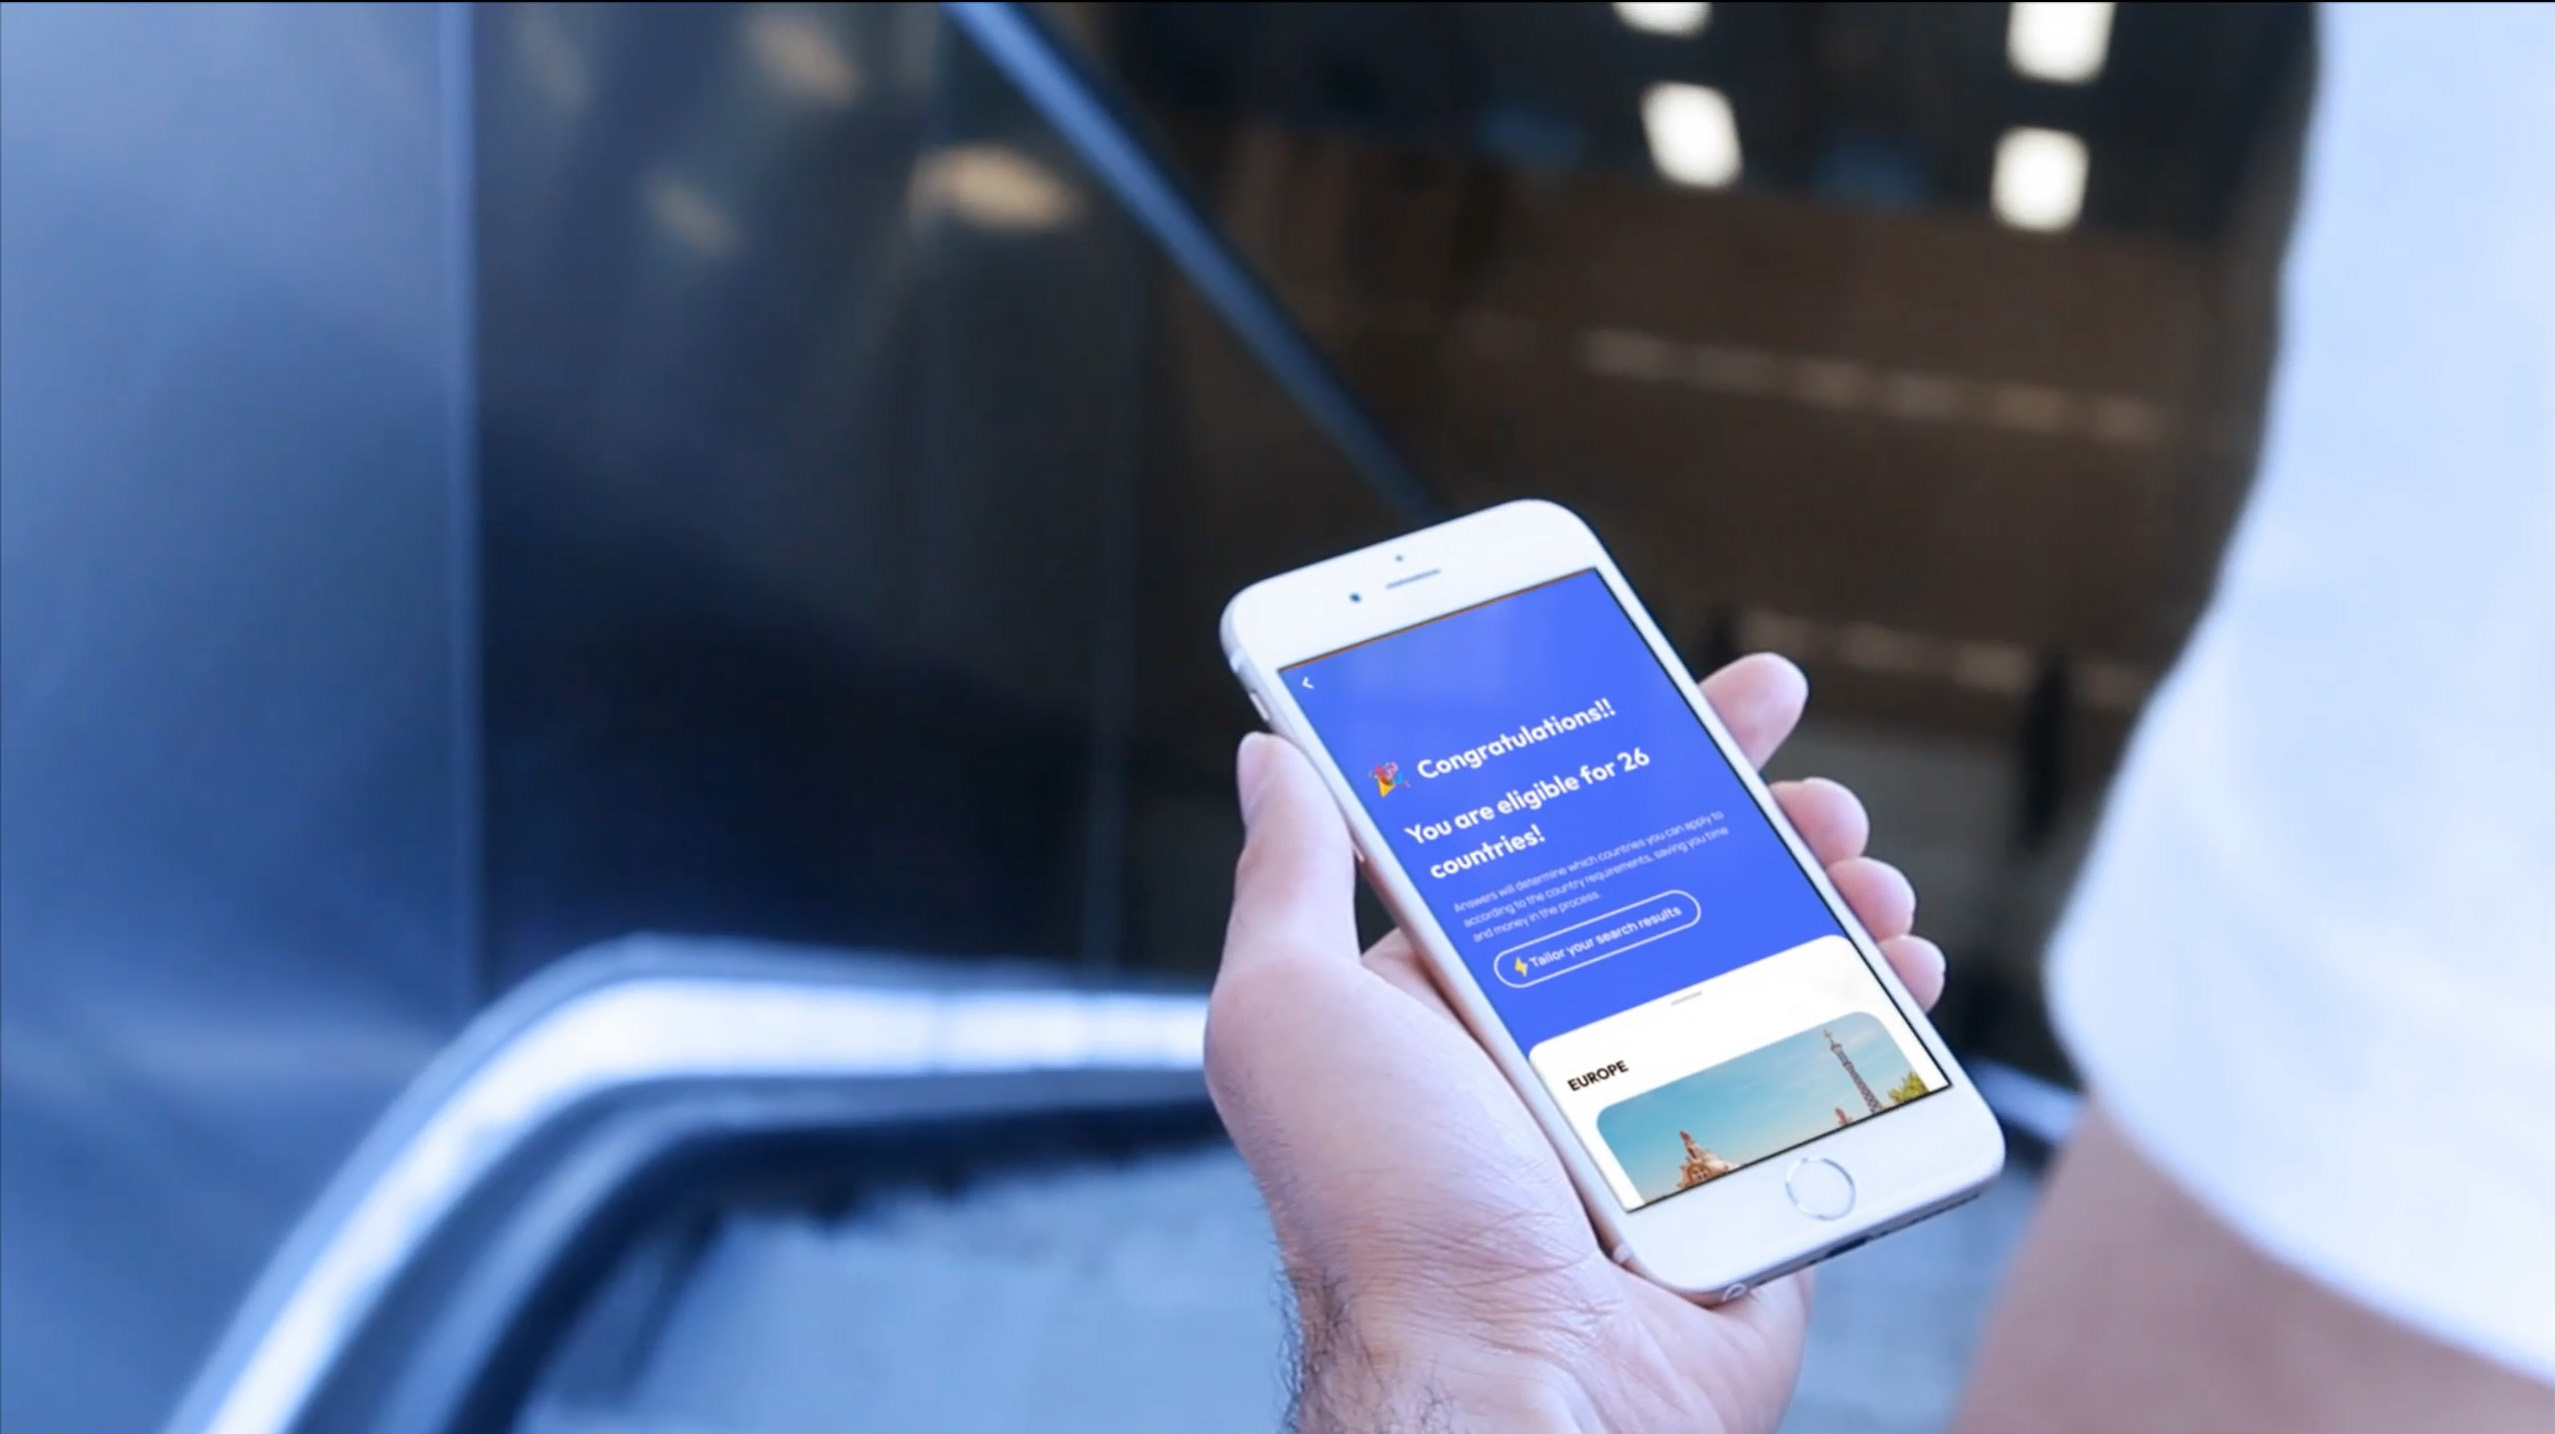 🎉 Congratulations!!
You are eligible for 26
countries!
Answers will determine which countries you can apply to
according to the country requirements, saving you time
and money in the process.
⚡Tailor your search results
EUROPE